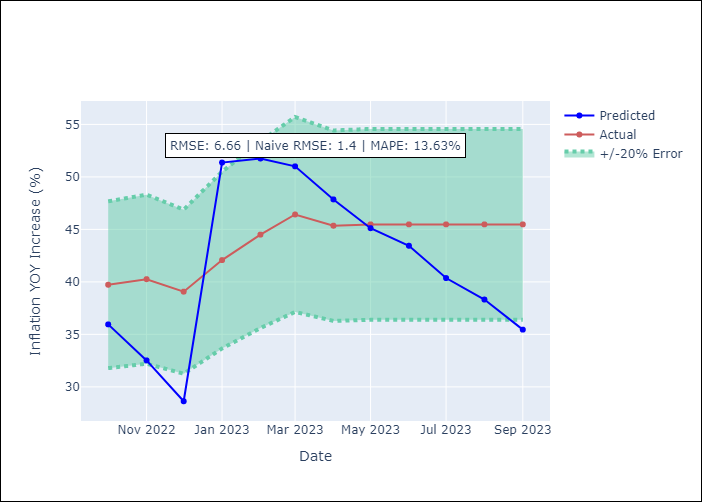 RMSE: 6.66 | Naive RMSE: 1.4 | MAPE: 13.63%
Predicted
Actual
+/-20% Error
Inflation YOY Increase (%)
55
50
45
40
35
30
Nov 2022 Jan 2023 Mar 2023 May 2023 Jul 2023 Sep 2023
Date